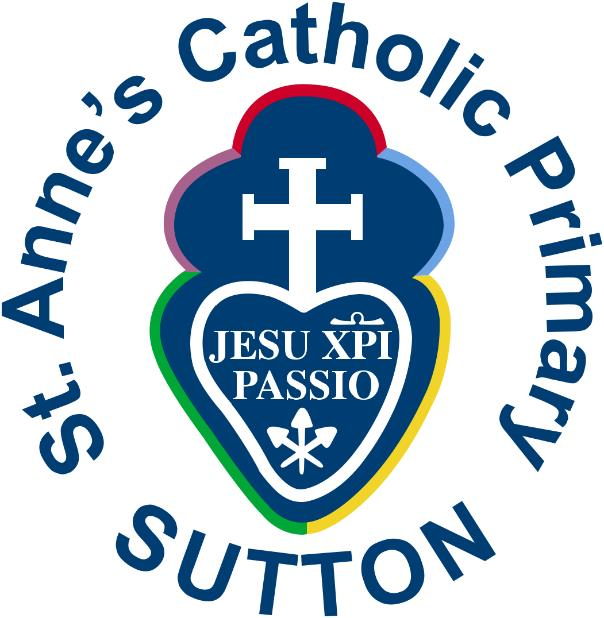 St. Anne's Catholic Primary
JESU XPI
PASSIO
SUTTON